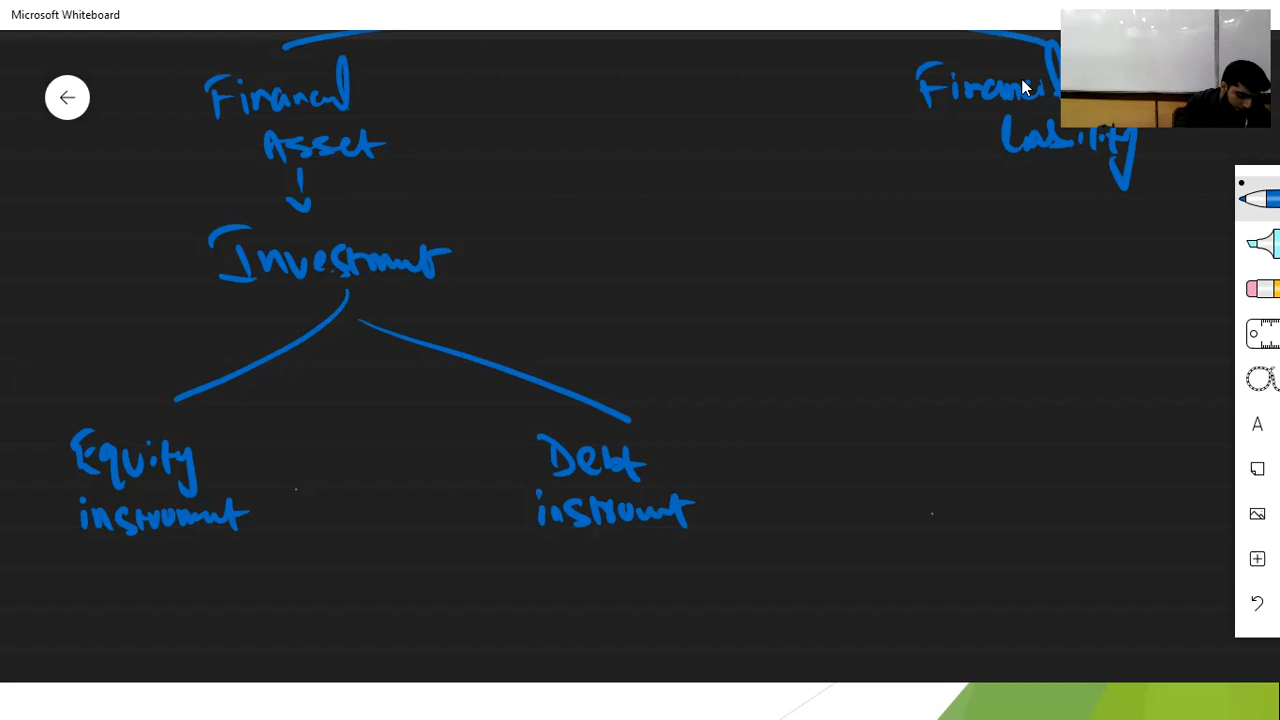 Microsoft Whiteboard
Financial
Asset
Financial
Liability
Investment
Equity
instrument
Debt
instrument
A